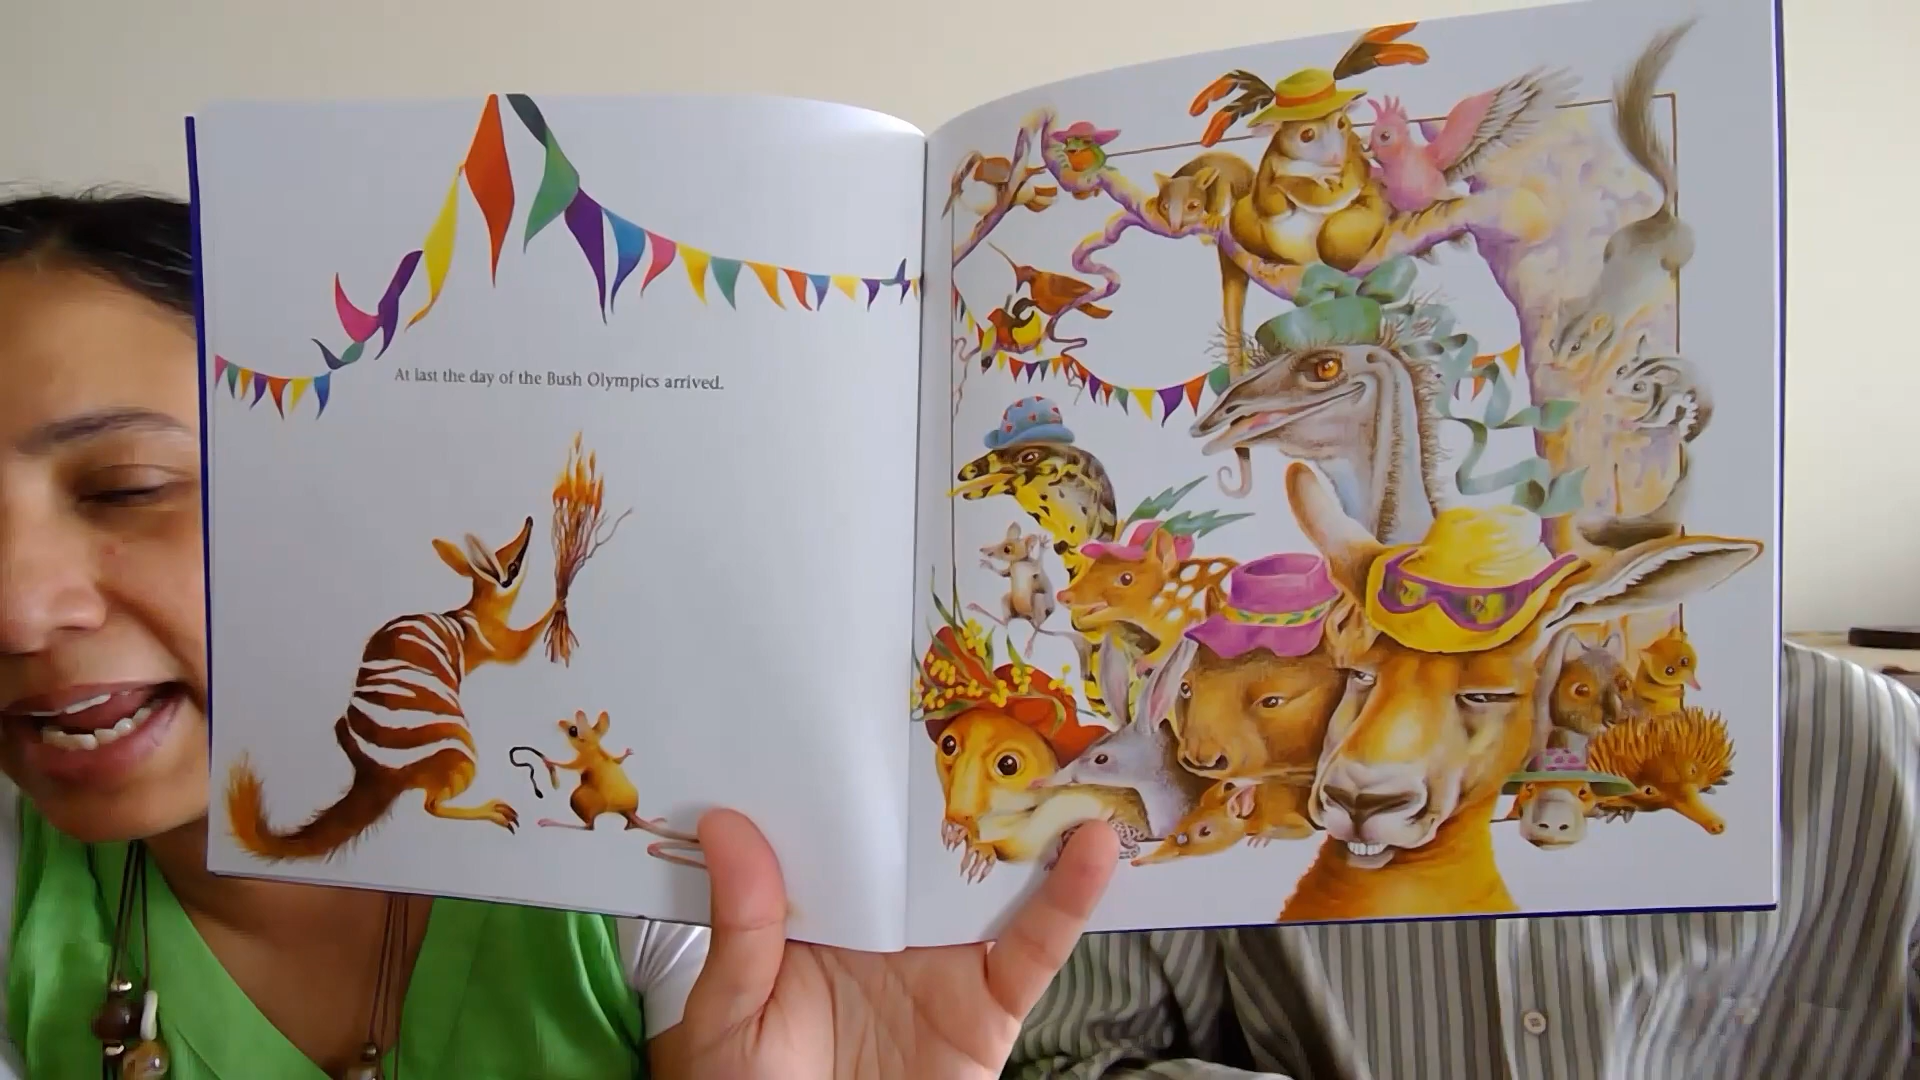 At last the day of the Bush Olympics arrived.